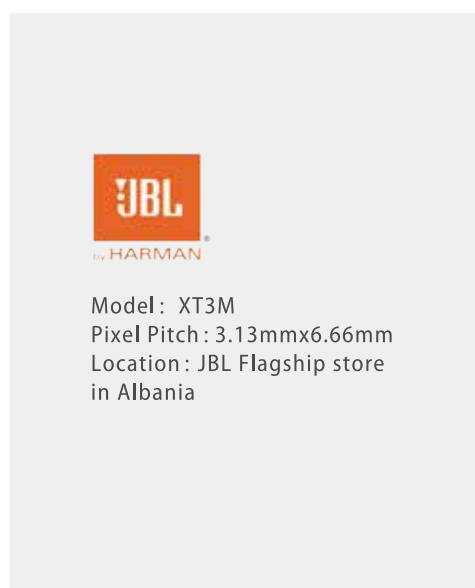 JBL
®
by HARMAN
Model : XT3M
Pixel Pitch : 3.13mmx6.66mm
Location : JBL Flagship store
in Albania